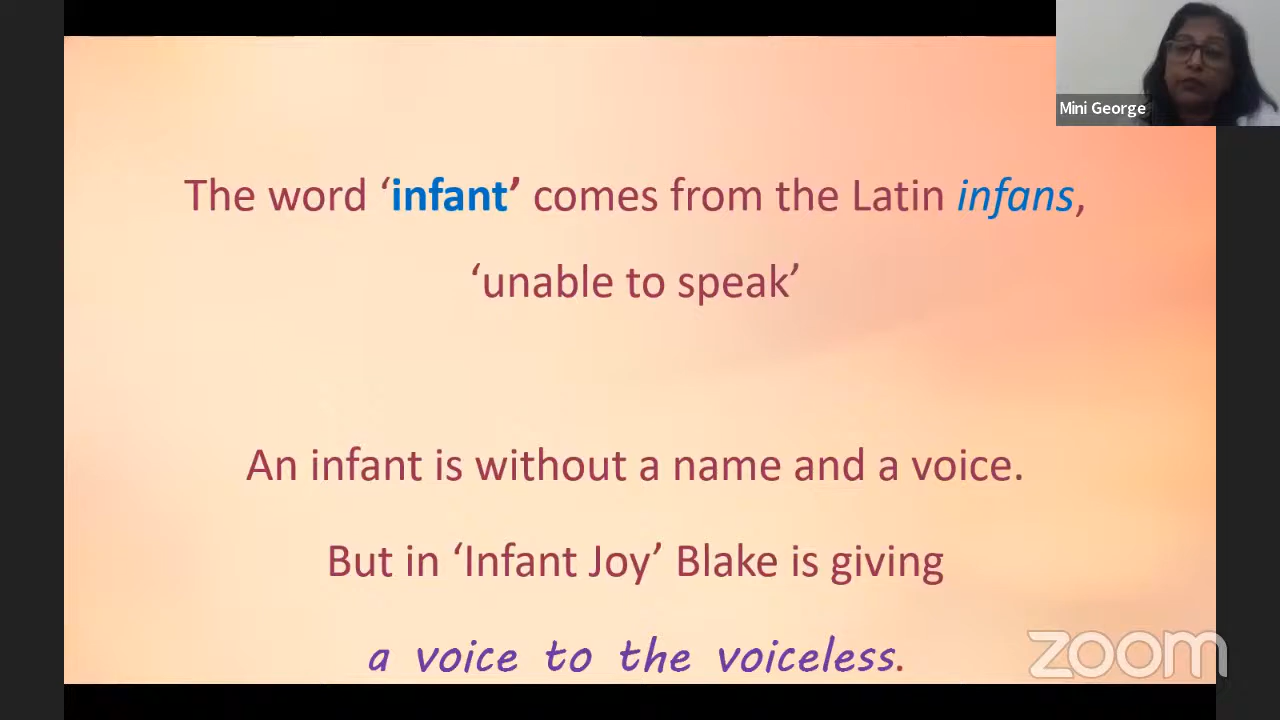 Mini George
The word ‘infant’ comes from the Latin infans,
‘unable to speak’
An infant is without a name and a voice.
But in ‘Infant Joy’ Blake is giving
a voice to the voiceless.
zoom